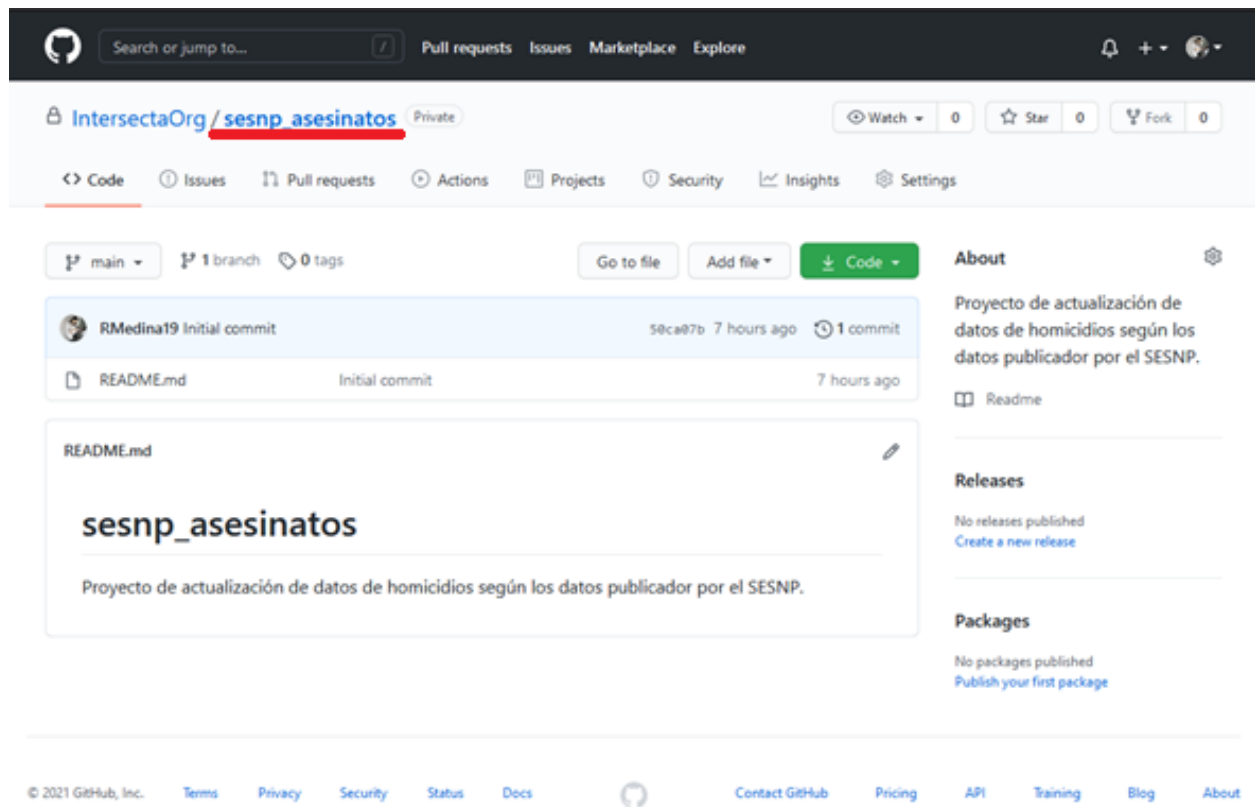 Search or jump to... / Pull requests Issues Marketplace Explore
IntersectaOrg / sesnp_asesinatos Private Watch 0 Star 0 Fork 0
Code Issues Pull requests Actions Projects Security Insights Settings
main 1 branch 0 tags Go to file Add file Code
RMedina19 Initial commit 50ca07b 7 hours ago 1 commit
README.md Initial commit 7 hours ago
README.md
sesnp_asesinatos
Proyecto de actualización de datos de homicidios según los datos publicador por el SESNP.
About
Proyecto de actualización de
datos de homicidios según los
datos publicador por el SESNP.
Readme
Releases
No releases published
Create a new release
Packages
No packages published
Publish your first package
© 2021 GitHub, Inc. Terms Privacy Security Status Docs Contact GitHub Pricing API Training Blog About